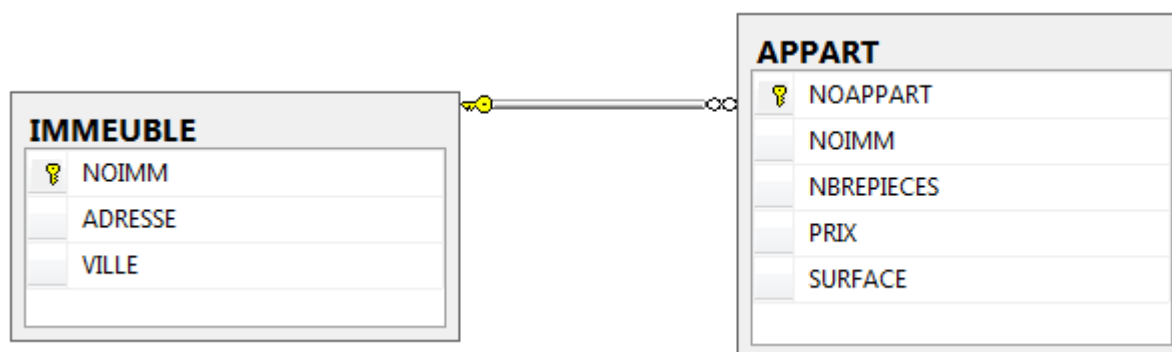 IMMEUBLE
NOIMM
ADRESSE
VILLE
APPART
NOAPPART
NOIMM
NBREPIECES
PRIX
SURFACE